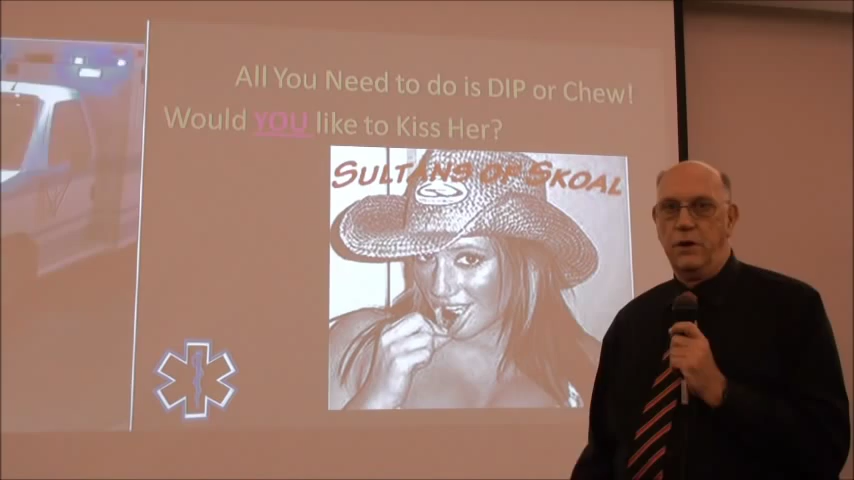 All You Need to do is DIP or Chew!
Would YOU like to Kiss Her?
SULTANS OF SKOAL